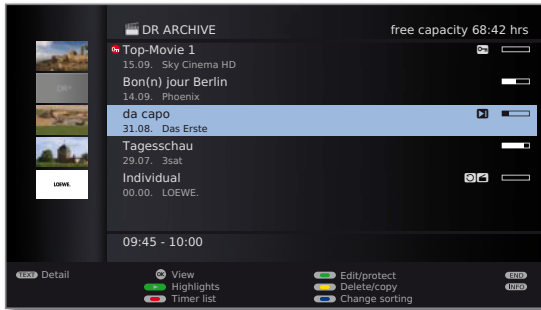 DR ARCHIVE free capacity 68:42 hrs
Top-Movie 1
15.09. Sky Cinema HD
Bon(n) jour Berlin
14.09. Phoenix
da capo
31.08. Das Erste
Tagesschau
29.07. 3sat
Individual
00.00. LOEWE.
LOEWE.
09:45 - 10:00
TEXT Detail OK View Edit/protect END
Highlights Delete/copy INFO
Timer list Change sorting